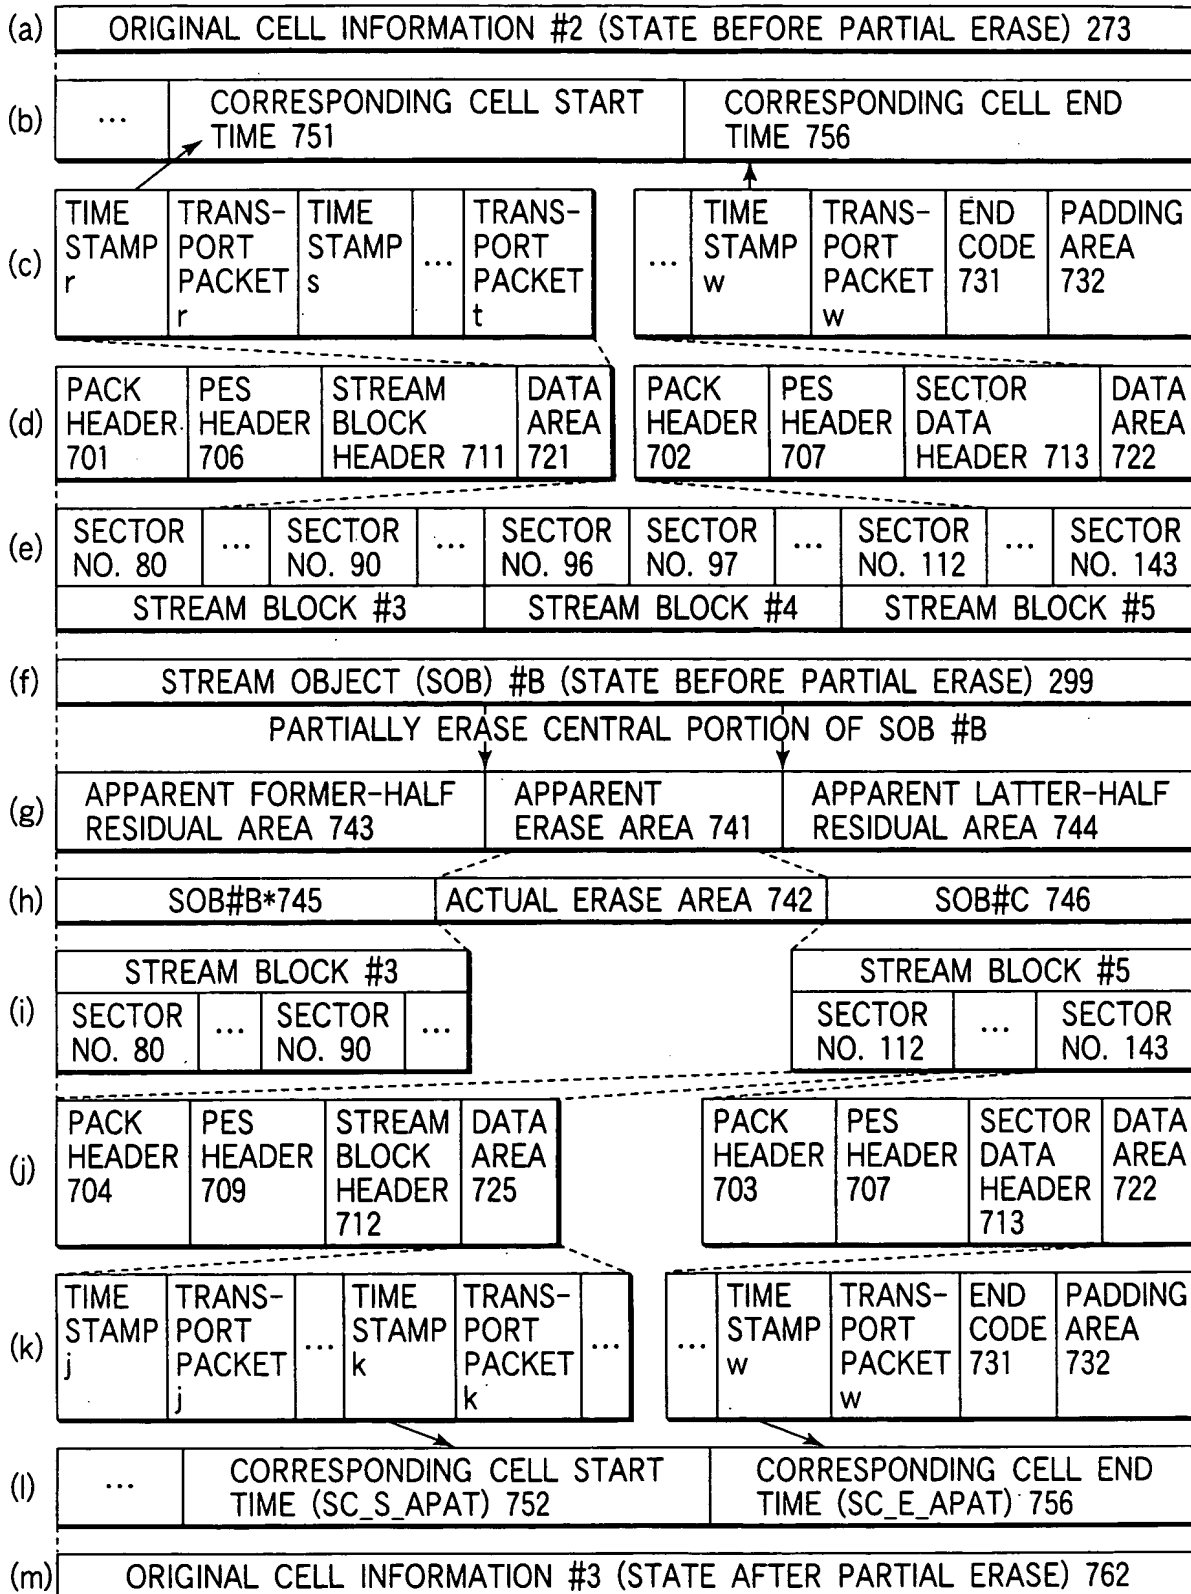 (a) ORIGINAL CELL INFORMATION #2 (STATE BEFORE PARTIAL ERASE) 273
(b) ... CORRESPONDING CELL START CORRESPONDING CELL END
TIME 751 TIME 756
(c) TIME TRANS- TIME ... TRANS- ... TIME TRANS- END PADDING
STAMP PORT STAMP PORT STAMP PORT CODE AREA
r PACKET s PACKET w PACKET 731 732
r t w
(d) PACK PES STREAM DATA PACK PES SECTOR DATA
HEADER HEADER BLOCK AREA HEADER HEADER DATA AREA
701 706 HEADER 711 721 702 707 HEADER 713 722
(e) SECTOR ... SECTOR ... SECTOR SECTOR ... SECTOR ... SECTOR
NO. 80 NO. 90 NO. 96 NO. 97 NO. 112 NO. 143
STREAM BLOCK #3 STREAM BLOCK #4 STREAM BLOCK #5
(f) STREAM OBJECT (SOB) #B (STATE BEFORE PARTIAL ERASE) 299
PARTIALLY ERASE CENTRAL PORTION OF SOB #B
(g) APPARENT FORMER-HALF APPARENT APPARENT LATTER-HALF
RESIDUAL AREA 743 ERASE AREA 741 RESIDUAL AREA 744
(h) SOB#B*745 ACTUAL ERASE AREA 742 SOB#C 746
(i) STREAM BLOCK #3 STREAM BLOCK #5
SECTOR ... SECTOR ... SECTOR ... SECTOR
NO. 80 NO. 90 NO. 112 NO. 143
(j) PACK PES STREAM DATA PACK PES SECTOR DATA
HEADER HEADER BLOCK AREA HEADER HEADER DATA AREA
704 709 HEADER 725 703 707 HEADER 722
712 713
(k) TIME TRANS- ... TIME TRANS- ... ... TIME TRANS- END PADDING
STAMP PORT STAMP PORT STAMP PORT CODE AREA
j PACKET k PACKET w PACKET 731 732
j k w
(l) ... CORRESPONDING CELL START CORRESPONDING CELL END
TIME (SC_S_APAT) 752 TIME (SC_E_APAT) 756
(m) ORIGINAL CELL INFORMATION #3 (STATE AFTER PARTIAL ERASE) 762